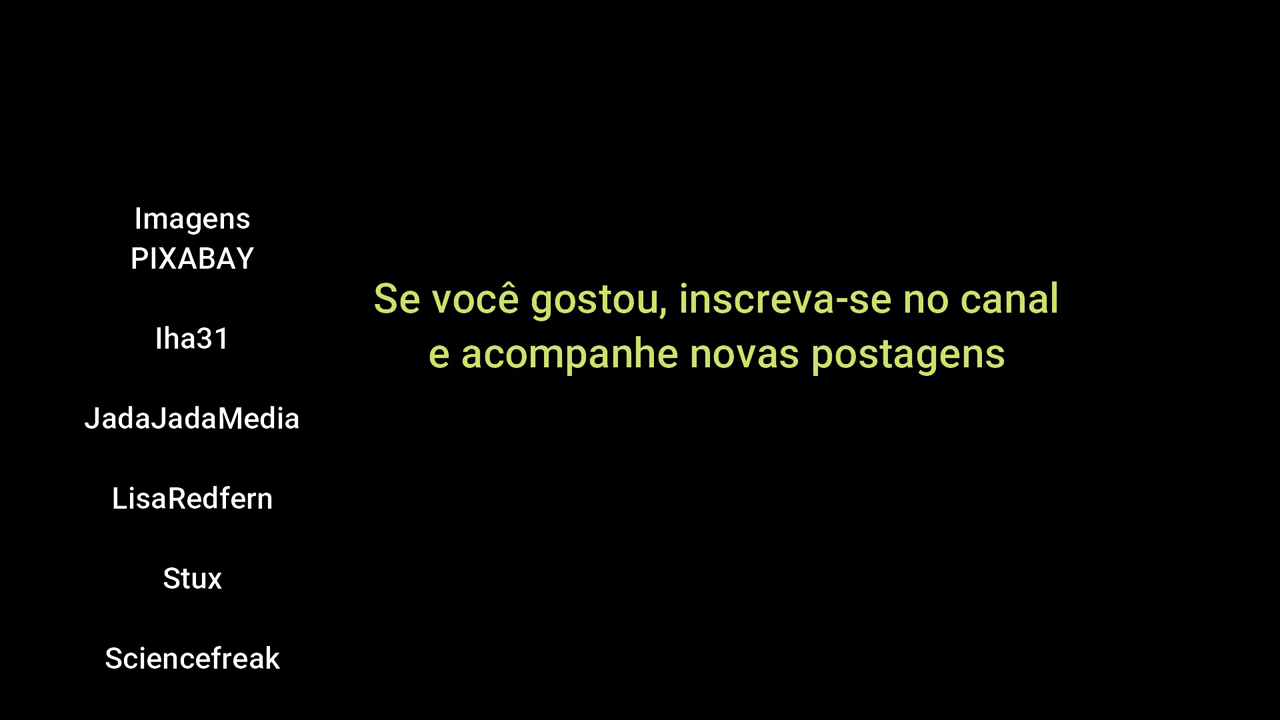 Imagens
PIXABAY
Iha31
JadaJadaMedia
LisaRedfern
Stux
Sciencefreak
Se você gostou, inscreva-se no canal
e acompanhe novas postagens